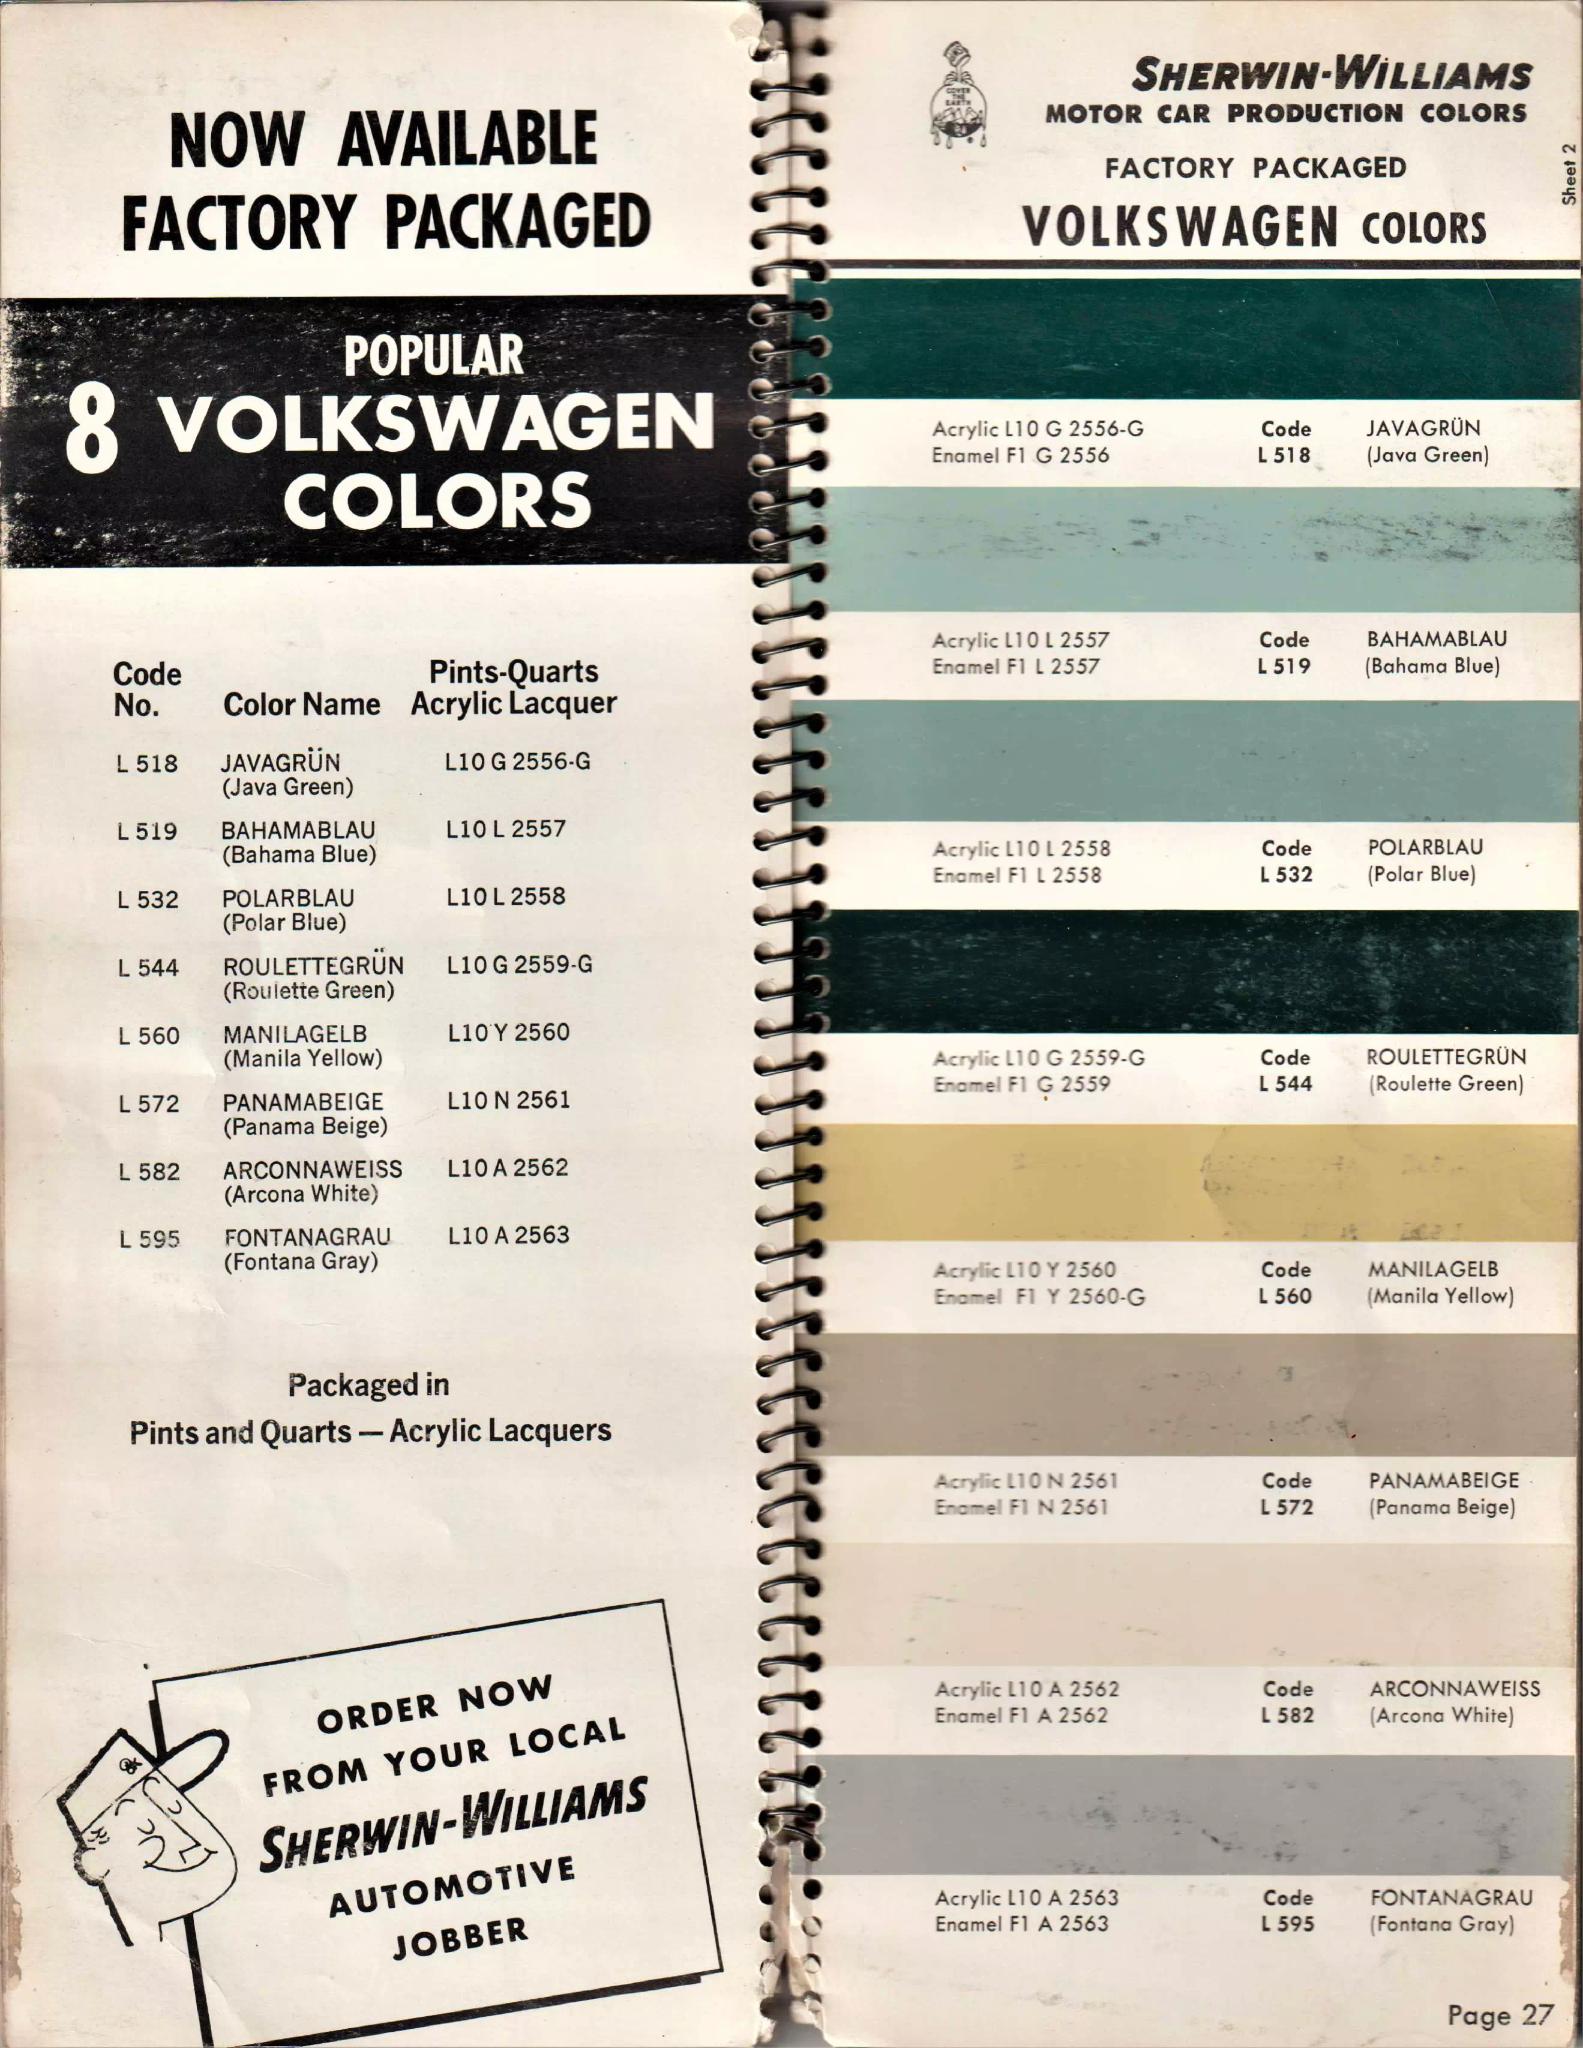 NOW AVAILABLE
FACTORY PACKAGED
8 POPULAR
VOLKSWAGEN
COLORS
Code No.
Color Name
Pints-Quarts Acrylic Lacquer
L 518 JAVAGRÜN L10 G 2556-G
(Java Green)
L 519 BAHAMABLAU L10 L 2557
(Bahama Blue)
L 532 POLARBLAU L10 L 2558
(Polar Blue)
L 544 ROULETTEGRÜN L10 G 2559-G
(Roulette Green)
L 560 MANILAGELB L10 Y 2560
(Manila Yellow)
L 572 PANAMABEIGE L10 N 2561
(Panama Beige)
L 582 ARCONNAWEISS L10 A 2562
(Arcona White)
L 595 FONTANAGRAU L10 A 2563
(Fontana Gray)
Packaged in
Pints and Quarts — Acrylic Lacquers
ORDER NOW
FROM YOUR LOCAL
SHERWIN-WILLIAMS
AUTOMOTIVE
JOBBER
COVER
THE
EARTH
SHERWIN-WILLIAMS
MOTOR CAR PRODUCTION COLORS
FACTORY PACKAGED
VOLKSWAGEN COLORS
Sheet 2
Acrylic L10 G 2556-G Code JAVAGRÜN
Enamel F1 G 2556 L 518 (Java Green)
Acrylic L10 L 2557 Code BAHAMABLAU
Enamel F1 L 2557 L 519 (Bahama Blue)
Acrylic L10 L 2558 Code POLARBLAU
Enamel F1 L 2558 L 532 (Polar Blue)
Acrylic L10 G 2559-G Code ROULETTEGRÜN
Enamel F1 G 2559 L 544 (Roulette Green)
Acrylic L10 Y 2560 Code MANILAGELB
Enamel F1 Y 2560-G L 560 (Manila Yellow)
Acrylic L10 N 2561 Code PANAMABEIGE
Enamel F1 N 2561 L 572 (Panama Beige)
Acrylic L10 A 2562 Code ARCONNAWEISS
Enamel F1 A 2562 L 582 (Arcona White)
Acrylic L10 A 2563 Code FONTANAGRAU
Enamel F1 A 2563 L 595 (Fontana Gray)
Page 27